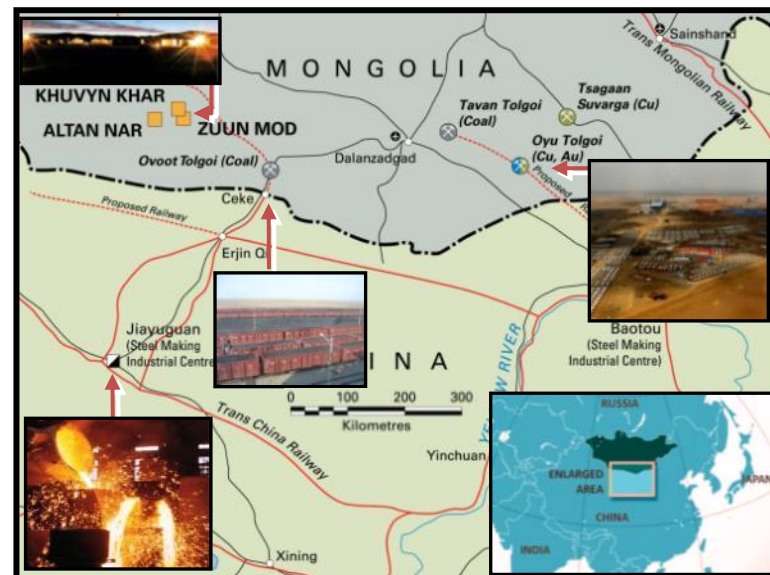 Sainshand
Trans Mongolian Railway
MONGOLIA
KHUVYN KHAR
ALTAN NAR
ZUUN MOD
Tsagaan
Suvarga (Cu)
Tavan Tolgoi
(Coal)
Oyu Tolgoi
(Cu, Au)
Ovoot Tolgoi (Coal)
Dalanzadgad
Proposed
Ceke
Proposed Railway
Erjin
Jiayuguan
(Steel Making
Industrial Centre)
INA
Baotou
(Steel Making
Industrial Centre)
0 100 200 300
Kilometres
Trans China Railway
Yinchuan
RIVER
Xining
RUSSIA
ENLARGED
AREA
JAPAN
CHINA
INDIA